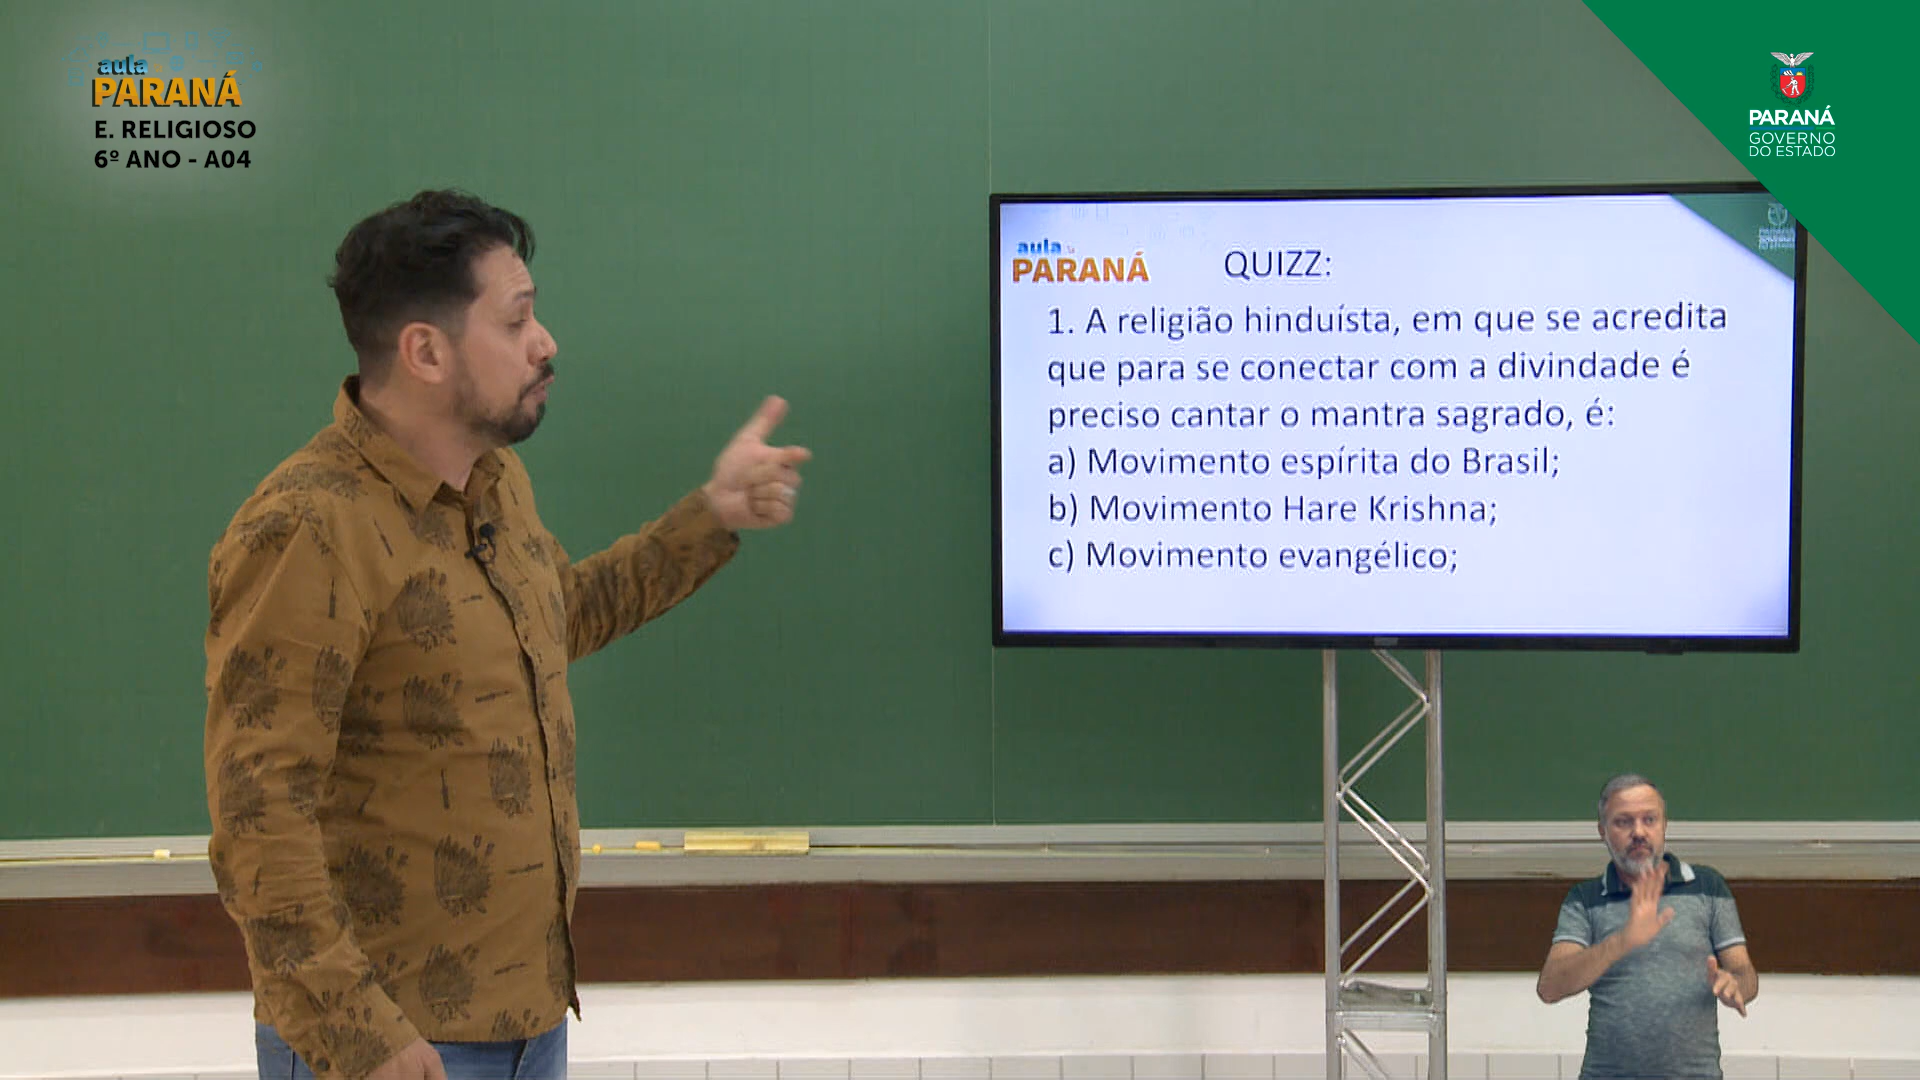 aula
PARANÁ
E. RELIGIOSO
6º ANO - A04
PARANÁ
GOVERNO
DO ESTADO
aula
PARANÁ
QUIZZ:
1. A religião hinduísta, em que se acredita
que para se conectar com a divindade é
preciso cantar o mantra sagrado, é:
a) Movimento espírita do Brasil;
b) Movimento Hare Krishna;
c) Movimento evangélico;